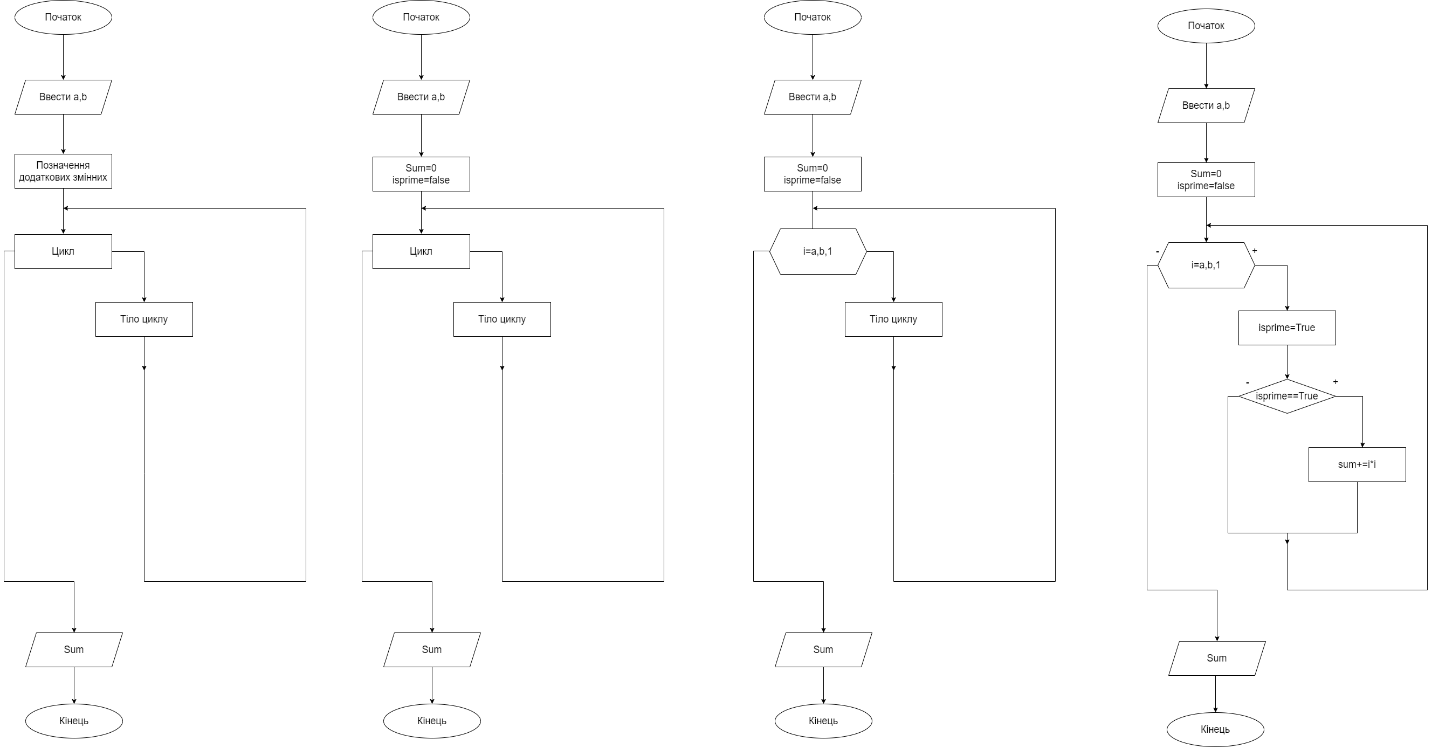 Початок
Ввести a,b
Позначення
додаткових змінних
Цикл
Тіло циклу
Sum
Кінець
Початок
Ввести a,b
Sum=0
isprime=false
Цикл
Тіло циклу
Sum
Кінець
Початок
Ввести a,b
Sum=0
isprime=false
i=a,b,1
Тіло циклу
Sum
Кінець
Початок
Ввести a,b
Sum=0
isprime=false
-
+
i=a,b,1
isprime=True
-
+
isprime==True
sum+=i*i
Sum
Кінець